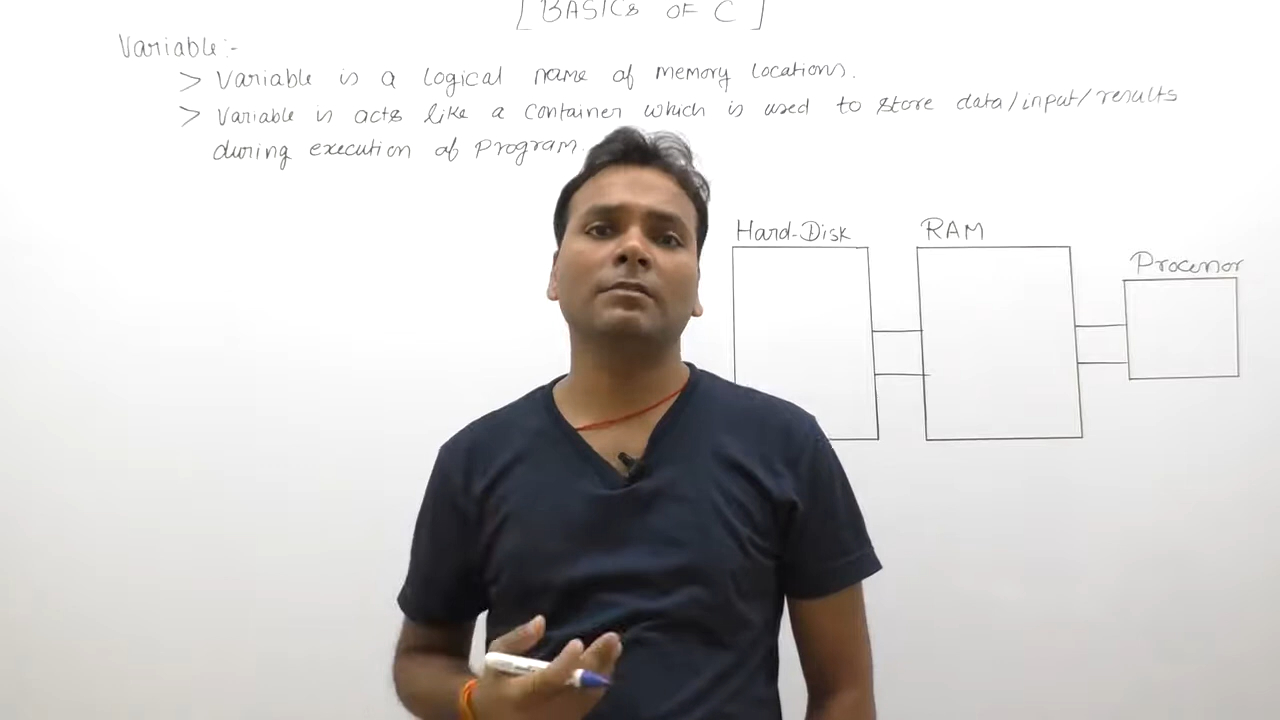 [ BASICS OF C ]
Variable:-
> Variable is a logical name of memory locations.
> Variable is acts like a container which is used to store data/input/results
during execution of program.
Hard-Disk RAM
Processor